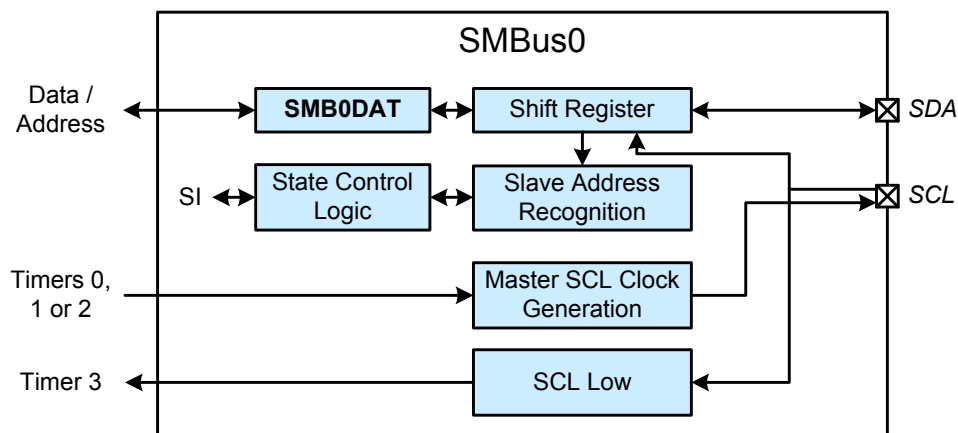 SMBus0
Data /
Address
SMB0DAT
Shift Register
SDA
SI
State Control
Logic
Slave Address
Recognition
SCL
Timers 0,
1 or 2
Master SCL Clock
Generation
Timer 3
SCL Low